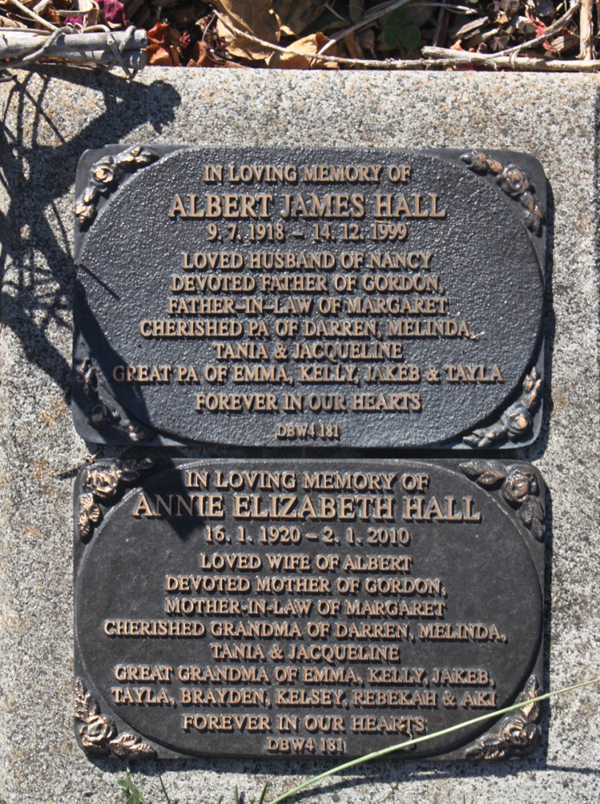 IN LOVING MEMORY OF
ALBERT JAMES HALL
9. 7. 1918 – 14. 12. 1999
LOVED HUSBAND OF NANCY
DEVOTED FATHER OF GORDON,
FATHER-IN-LAW OF MARGARET
CHERISHED PA OF DARREN, MELINDA,
TANIA & JACQUELINE
GREAT PA OF EMMA, KELLY, JAKEB & TAYLA
FOREVER IN OUR HEARTS
DBW4 181
IN LOVING MEMORY OF
ANNIE ELIZABETH HALL
16. 1. 1920 – 2. 1. 2010
LOVED WIFE OF ALBERT
DEVOTED MOTHER OF GORDON,
MOTHER-IN-LAW OF MARGARET
CHERISHED GRANDMA OF DARREN, MELINDA,
TANIA & JACQUELINE
GREAT GRANDMA OF EMMA, KELLY, JAKEB,
TAYLA, BRAYDEN, KELSEY, REBEKAH & AIKI
FOREVER IN OUR HEARTS
DBW4 181